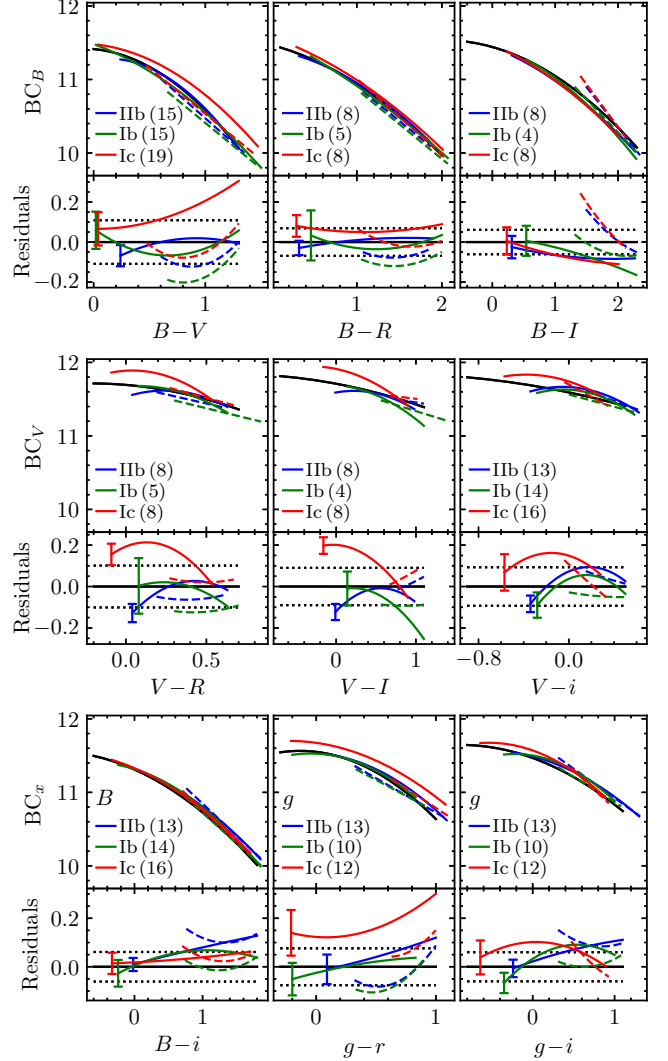 12
11
10
BC_B
IIb (15)
Ib (15)
Ic (19)
IIb (8)
Ib (5)
Ic (8)
IIb (8)
Ib (4)
Ic (8)
0.2
0.0
−0.2
Residuals
0 1
0 1 2
0 1 2
B−V
B−R
B−I
12
11
10
BC_V
IIb (8)
Ib (5)
Ic (8)
IIb (8)
Ib (4)
Ic (8)
IIb (13)
Ib (14)
Ic (16)
0.2
0.0
−0.2
Residuals
0.0 0.5
0 1
−0.8 0.0
V−R
V−I
V−i
12
11
10
BC_x
B
IIb (13)
Ib (14)
Ic (16)
g
IIb (13)
Ib (10)
Ic (12)
g
IIb (13)
Ib (10)
Ic (12)
0.2
0.0
Residuals
0 1
0 1
0 1
B−i
g−r
g−i